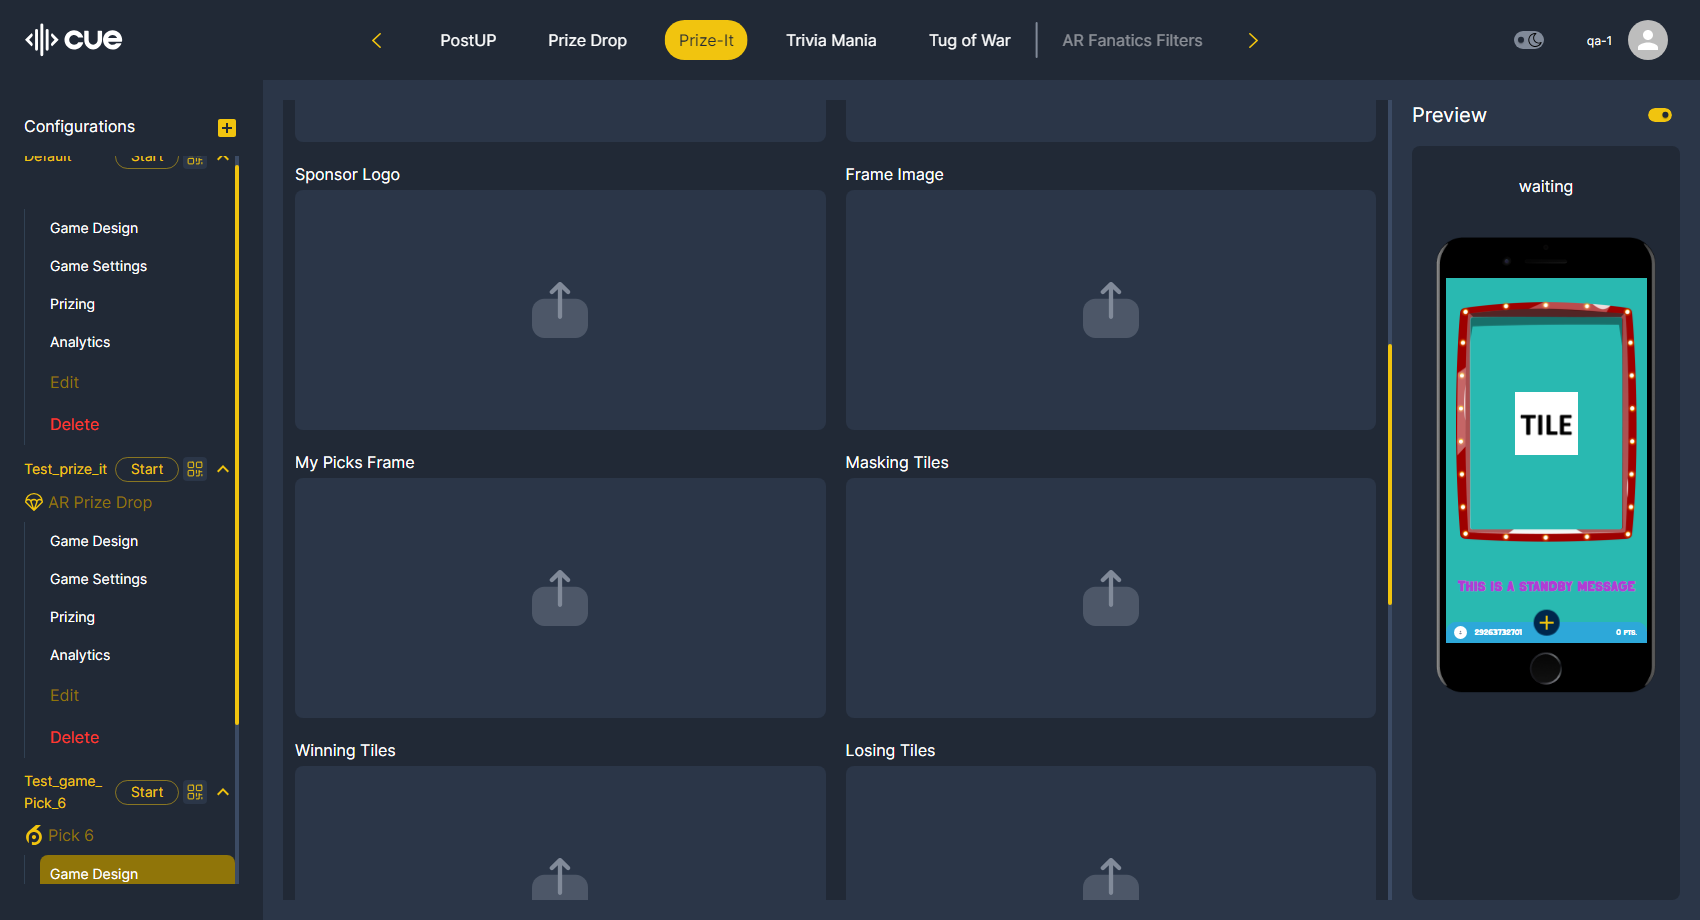 cue
PostUP
Prize Drop
Prize-It
Trivia Mania
Tug of War
AR Fanatics Filters
qa-1
Configurations
Default
Start
Game Design
Game Settings
Prizing
Analytics
Edit
Delete
Test_prize_it
Start
AR Prize Drop
Game Design
Game Settings
Prizing
Analytics
Edit
Delete
Test_game_
Pick_6
Start
Pick 6
Game Design
Sponsor Logo
Frame Image
My Picks Frame
Masking Tiles
Winning Tiles
Losing Tiles
Preview
waiting
TILE
THIS IS A STANDBY MESSAGE
29263732701
0 PTS.